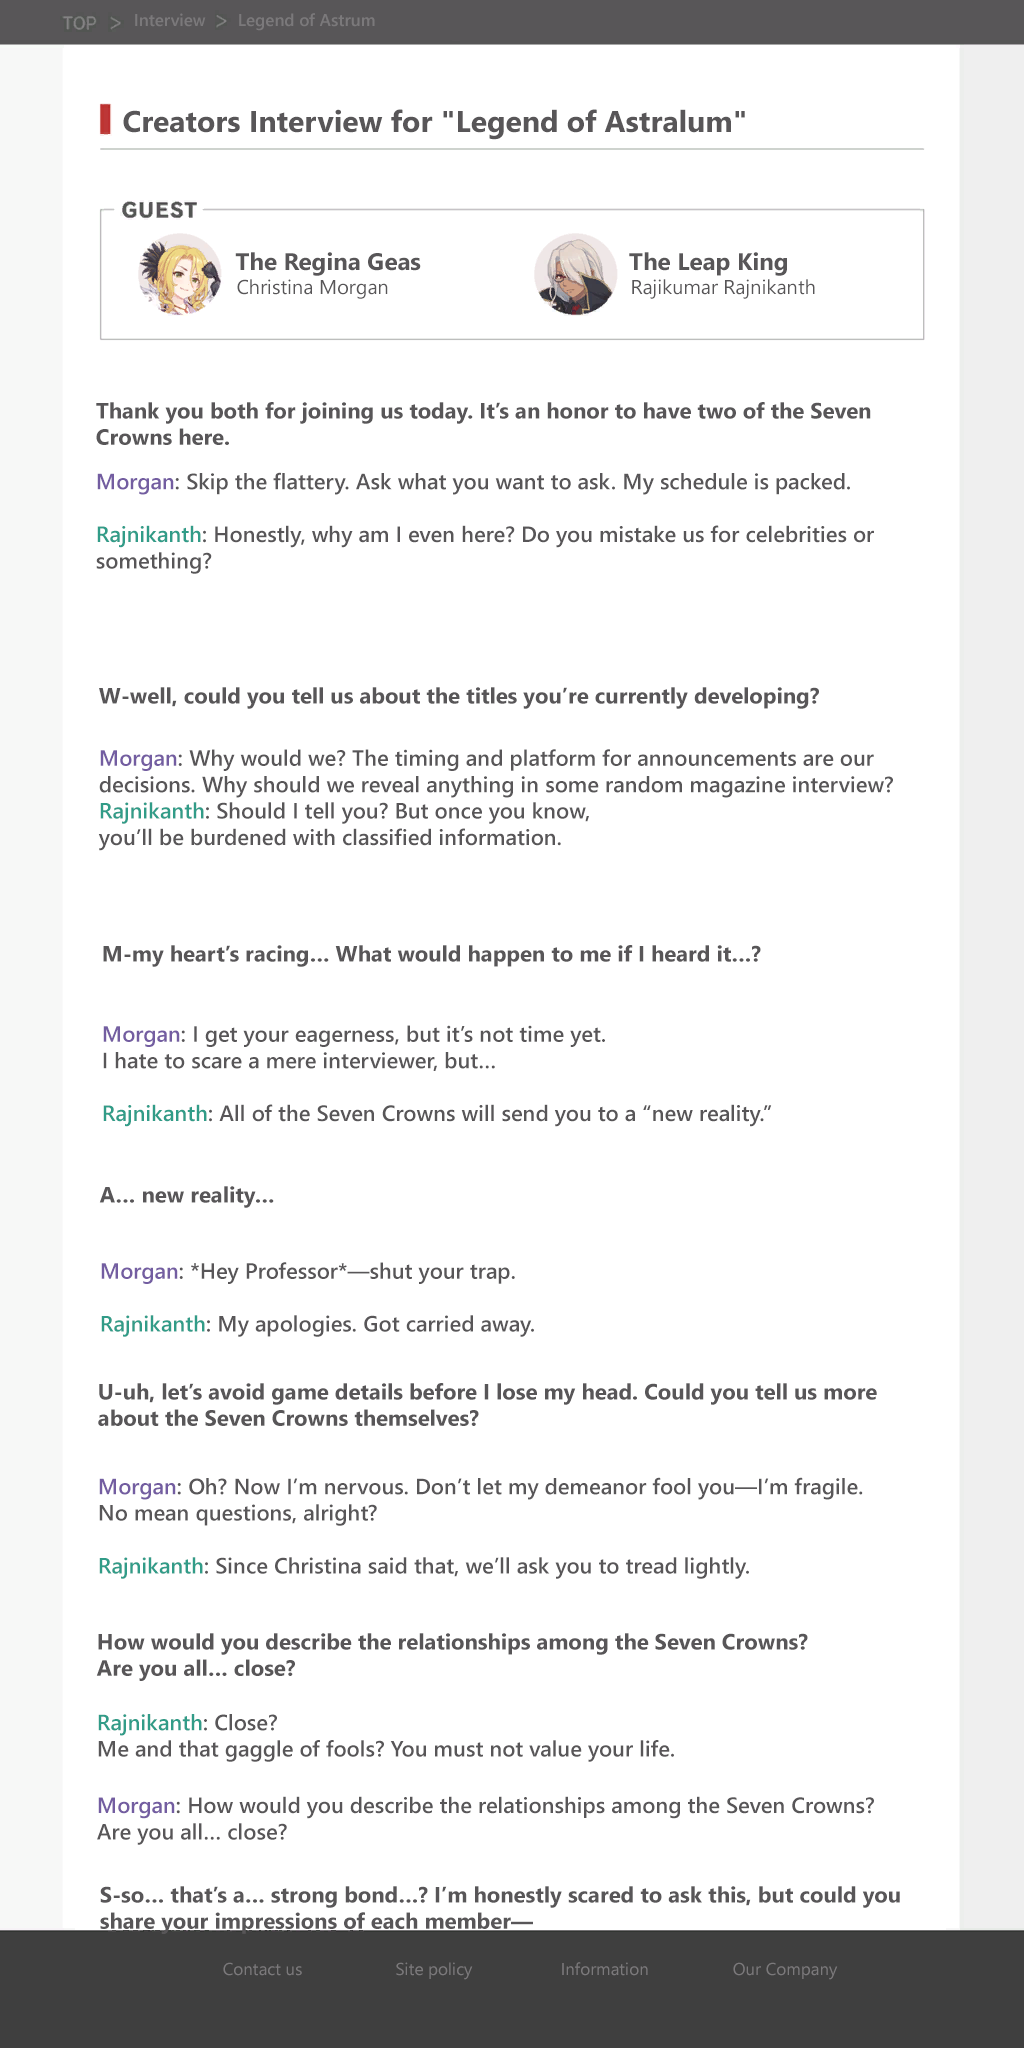 TOP > Interview > Legend of Astrum
Creators Interview for "Legend of Astralum"
GUEST
The Regina Geas
Christina Morgan
The Leap King
Rajikumar Rajnikanth
Thank you both for joining us today. It’s an honor to have two of the Seven
Crowns here.
Morgan: Skip the flattery. Ask what you want to ask. My schedule is packed.
Rajnikanth: Honestly, why am I even here? Do you mistake us for celebrities or
something?
W-well, could you tell us about the titles you’re currently developing?
Morgan: Why would we? The timing and platform for announcements are our
decisions. Why should we reveal anything in some random magazine interview?
Rajnikanth: Should I tell you? But once you know,
you’ll be burdened with classified information.
M-my heart’s racing… What would happen to me if I heard it…?
Morgan: I get your eagerness, but it’s not time yet.
I hate to scare a mere interviewer, but…
Rajnikanth: All of the Seven Crowns will send you to a “new reality.”
A… new reality…
Morgan: *Hey Professor*—shut your trap.
Rajnikanth: My apologies. Got carried away.
U-uh, let’s avoid game details before I lose my head. Could you tell us more
about the Seven Crowns themselves?
Morgan: Oh? Now I’m nervous. Don’t let my demeanor fool you—I’m fragile.
No mean questions, alright?
Rajnikanth: Since Christina said that, we’ll ask you to tread lightly.
How would you describe the relationships among the Seven Crowns?
Are you all… close?
Rajnikanth: Close?
Me and that gaggle of fools? You must not value your life.
Morgan: How would you describe the relationships among the Seven Crowns?
Are you all… close?
S-so… that’s a… strong bond…? I’m honestly scared to ask this, but could you
share your impressions of each member—
Contact us
Site policy
Information
Our Company